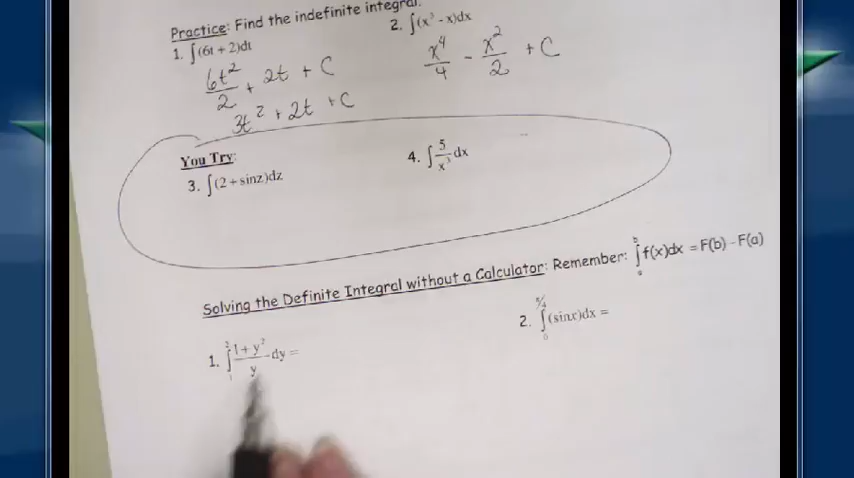 Practice: Find the indefinite integral.
1. ∫(6t + 2)dt
2. ∫(x³ - x)dx
6t²/2 + 2t + C
x⁴/4 - x²/2 + C
3t² + 2t + C
You Try:
3. ∫(2 + sinz)dz
4. ∫ 5/x³ dx
Solving the Definite Integral without a Calculator: Remember: ∫ₐᵇ f(x)dx = F(b) - F(a)
1. ∫₁² (1 + y²)/y dy =
2. ∫ (sinx)dx =